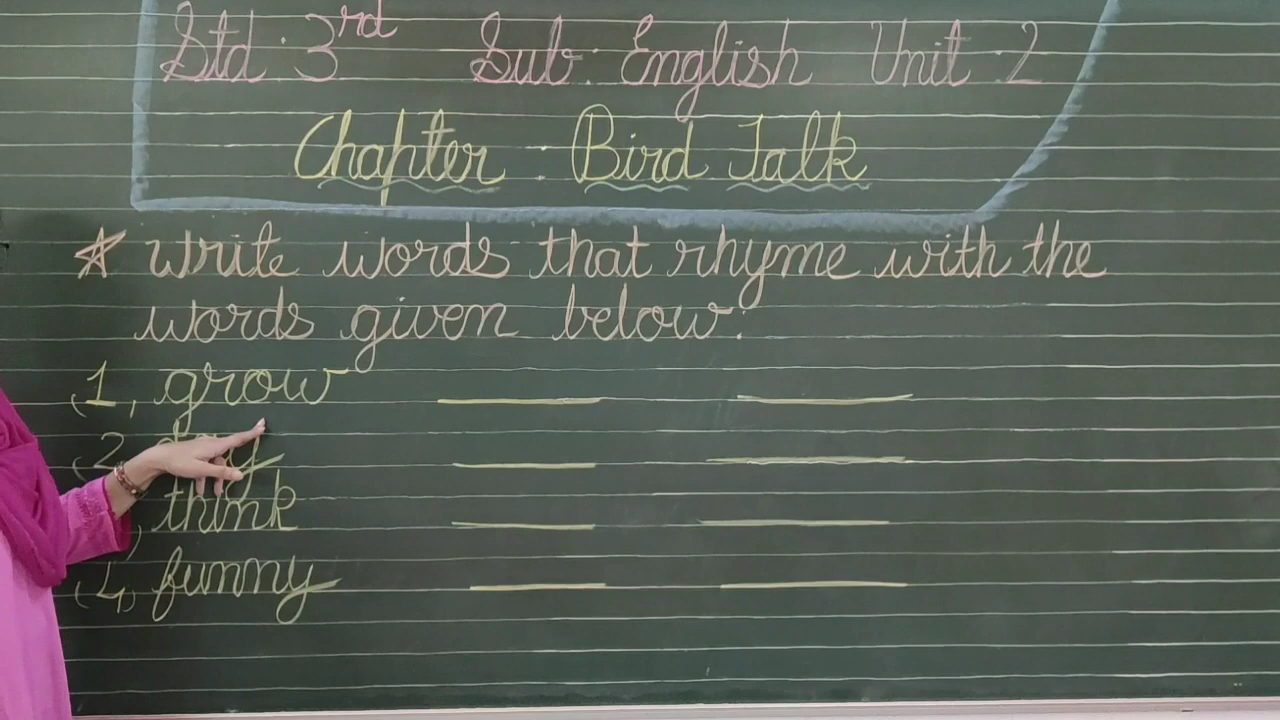 Std : 3rd Sub : English Unit : 2
Chapter : Bird Talk
* write words that rhyme with the
words given below:
(1) grow
(2)
think
(4) funny